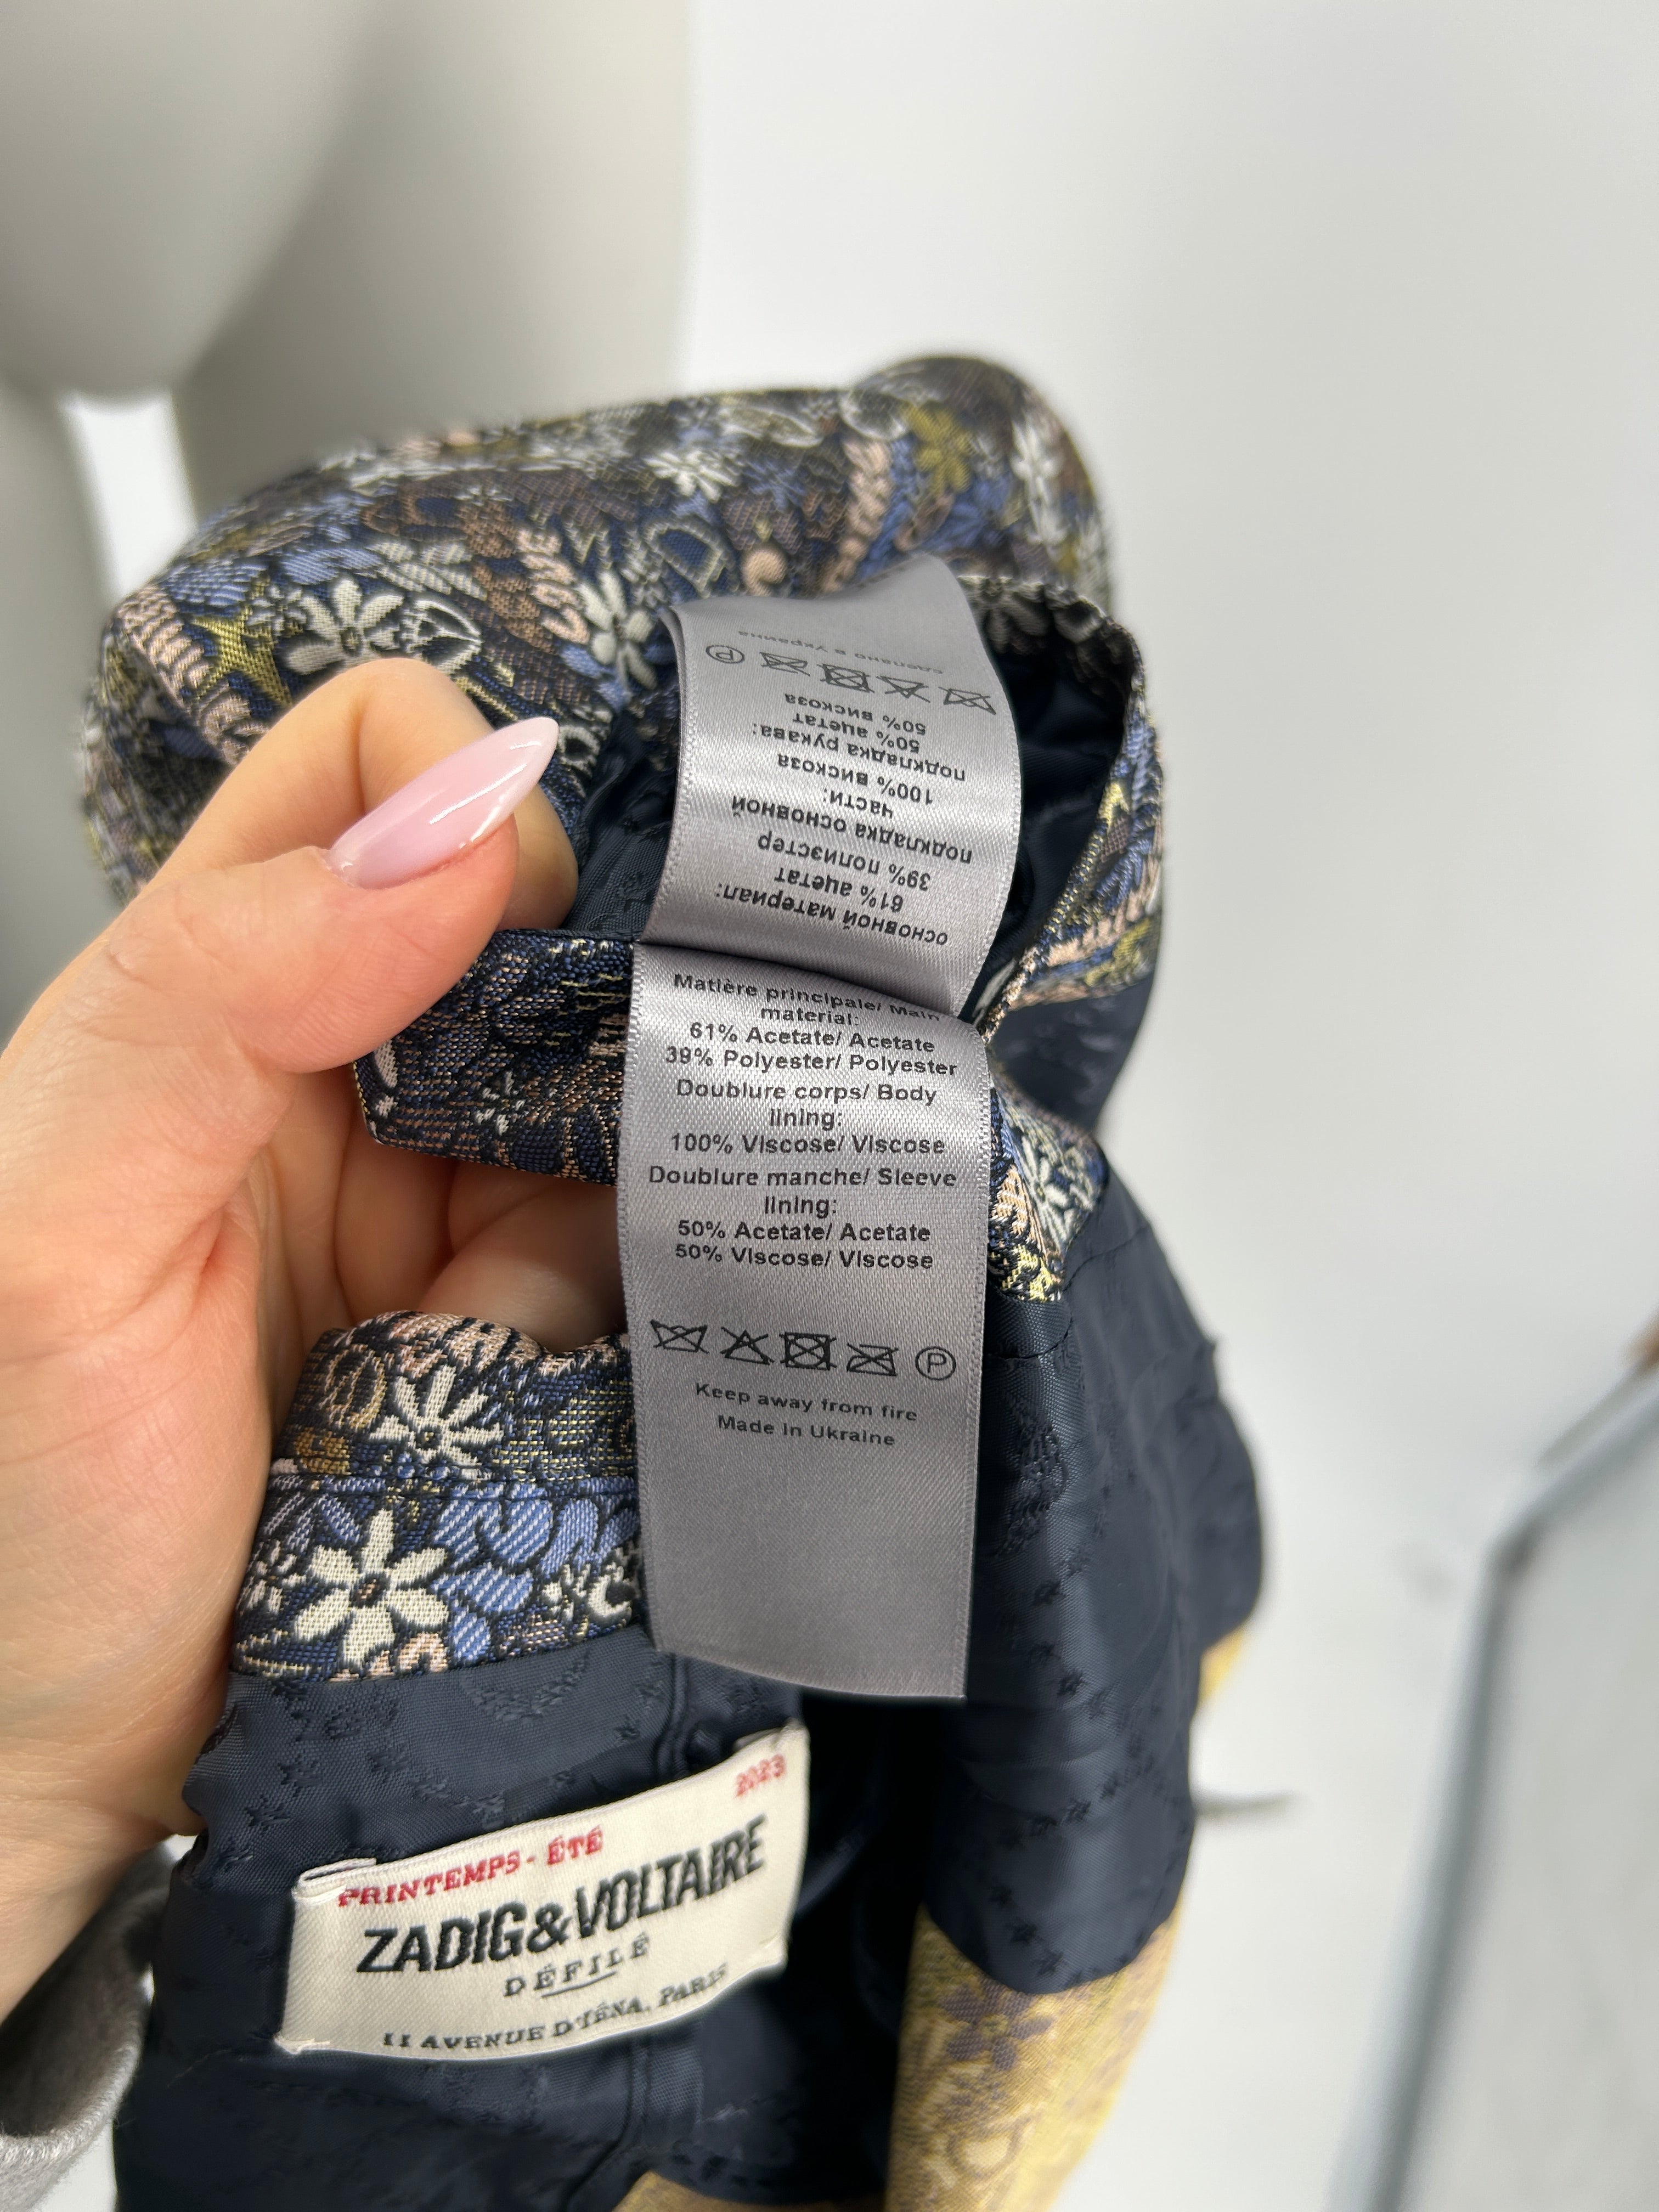 сделано в Украина
50% вискоза
50% ацетат
подкладка рукава:
100% вискоза
части:
подкладка основной
39% полиэстер
61% ацетат
основной материал:
Matière principale/ Main
material:
61% Acetate/ Acetate
39% Polyester/ Polyester
Doublure corps/ Body
lining:
100% Viscose/ Viscose
Doublure manche/ Sleeve
lining:
50% Acetate/ Acetate
50% Viscose/ Viscose
P
Keep away from fire
Made in Ukraine
PRINTEMPS - ÉTÉ 2023
ZADIG&VOLTAIRE
DÉFILÉ
11 AVENUE D'IÉNA. PARIS